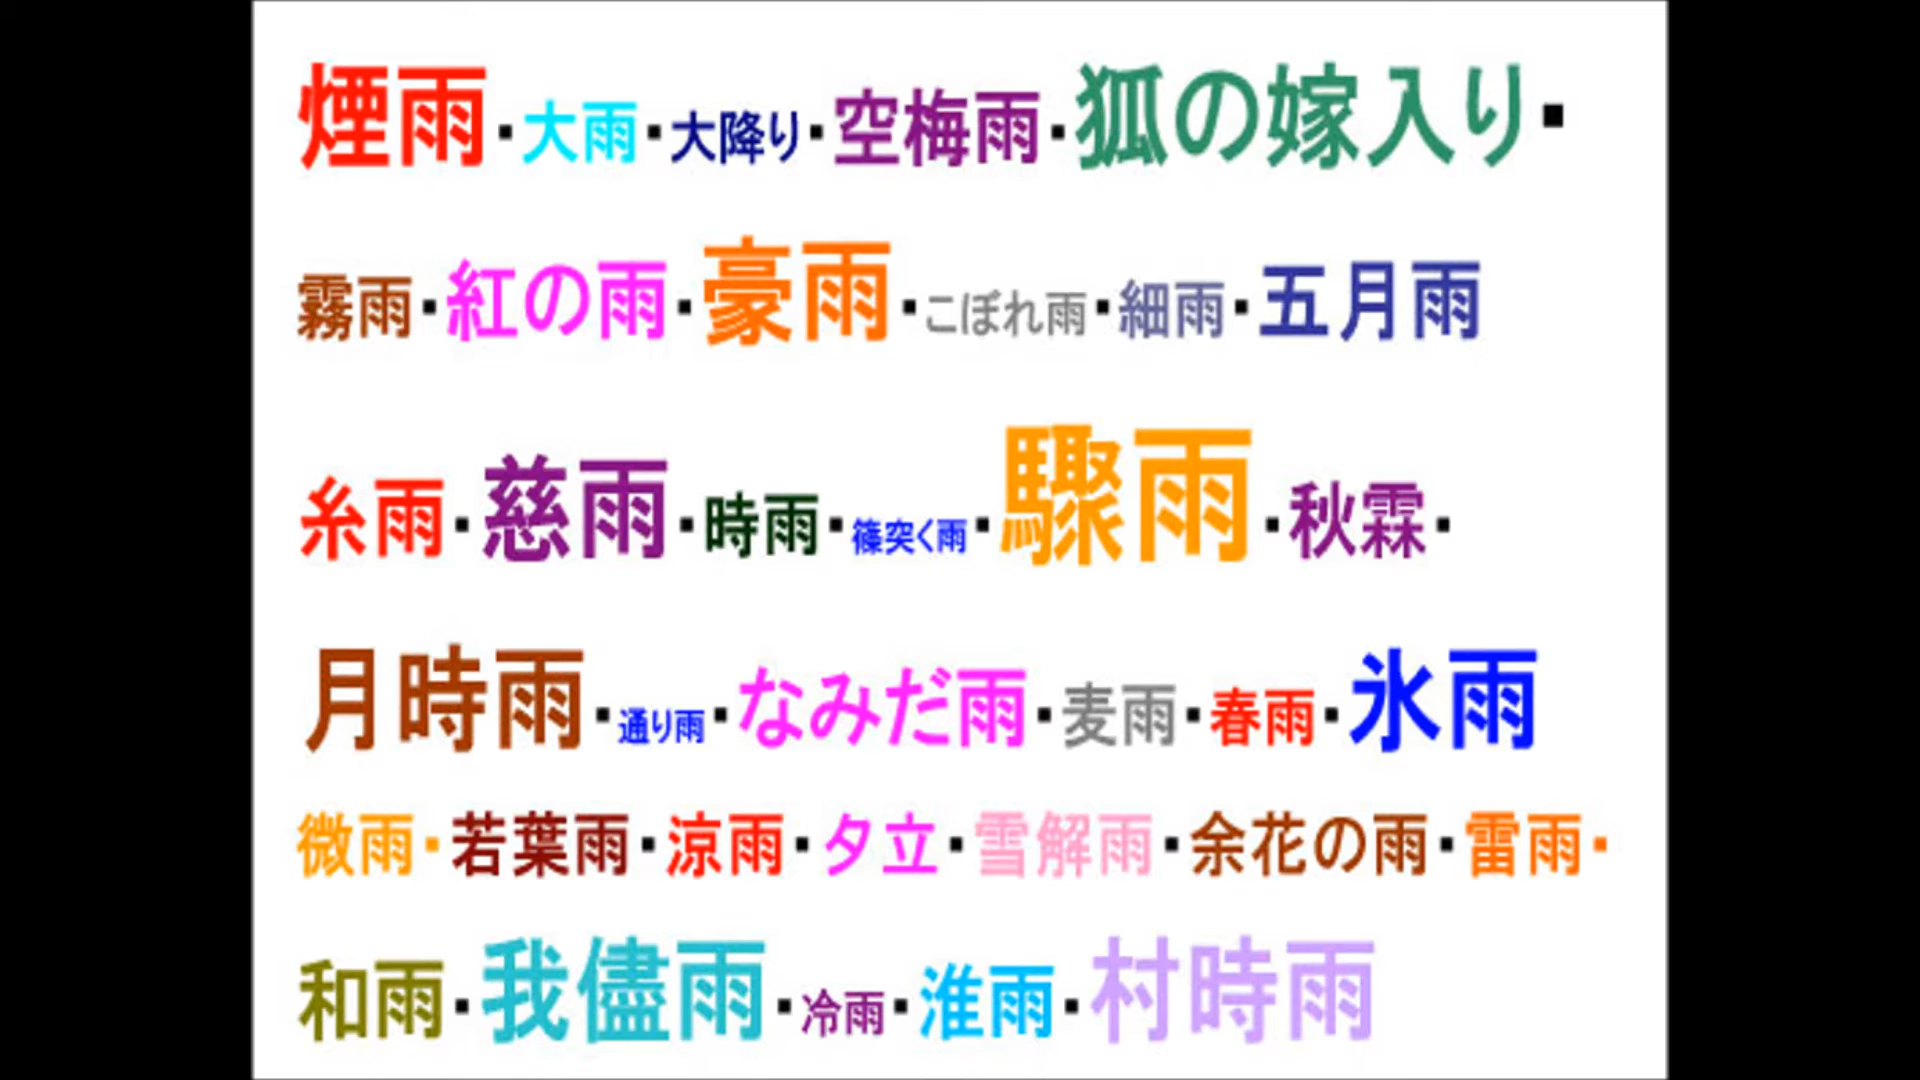 煙雨・大雨・大降り・空梅雨・狐の嫁入り・
霧雨・紅の雨・豪雨・こぼれ雨・細雨・五月雨
糸雨・慈雨・時雨・篠突く雨・驟雨・秋霖・
月時雨・通り雨・なみだ雨・麦雨・春雨・氷雨
微雨・若葉雨・涼雨・夕立・雪解雨・余花の雨・雷雨・
和雨・我儘雨・冷雨・淮雨・村時雨